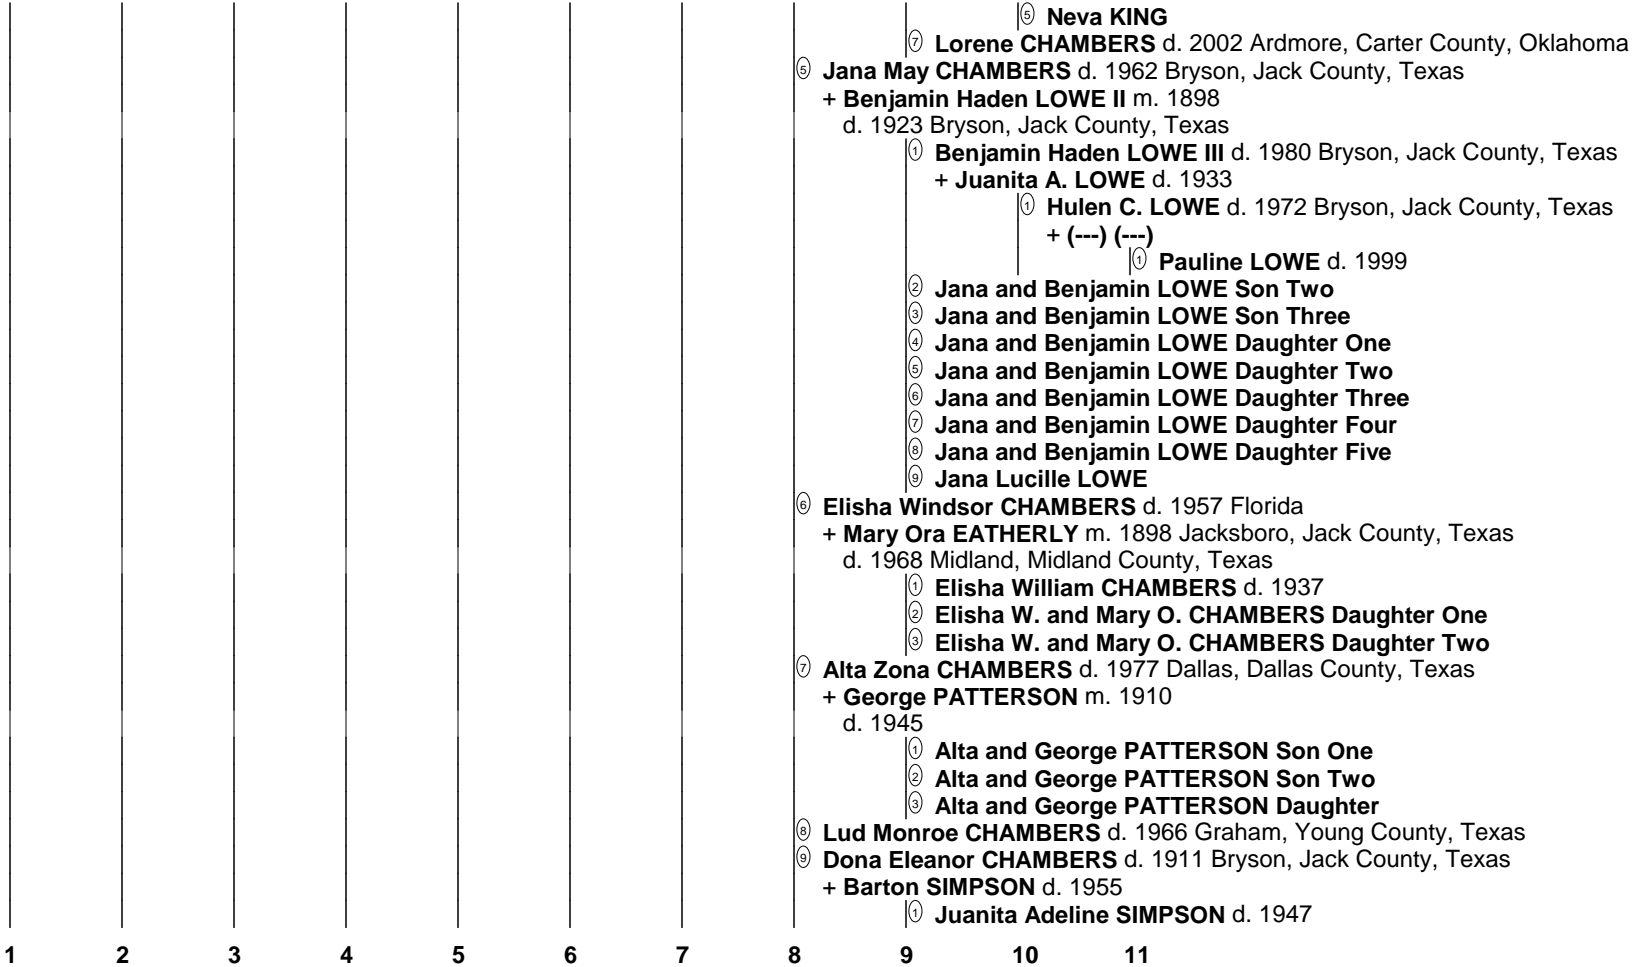 ⑤ Neva KING
⑦ Lorene CHAMBERS d. 2002 Ardmore, Carter County, Oklahoma
⑤ Jana May CHAMBERS d. 1962 Bryson, Jack County, Texas
+ Benjamin Haden LOWE II m. 1898
d. 1923 Bryson, Jack County, Texas
① Benjamin Haden LOWE III d. 1980 Bryson, Jack County, Texas
+ Juanita A. LOWE d. 1933
① Hulen C. LOWE d. 1972 Bryson, Jack County, Texas
+ (---) (---)
① Pauline LOWE d. 1999
② Jana and Benjamin LOWE Son Two
③ Jana and Benjamin LOWE Son Three
④ Jana and Benjamin LOWE Daughter One
⑤ Jana and Benjamin LOWE Daughter Two
⑥ Jana and Benjamin LOWE Daughter Three
⑦ Jana and Benjamin LOWE Daughter Four
⑧ Jana and Benjamin LOWE Daughter Five
⑨ Jana Lucille LOWE
⑥ Elisha Windsor CHAMBERS d. 1957 Florida
+ Mary Ora EATHERLY m. 1898 Jacksboro, Jack County, Texas
d. 1968 Midland, Midland County, Texas
① Elisha William CHAMBERS d. 1937
② Elisha W. and Mary O. CHAMBERS Daughter One
③ Elisha W. and Mary O. CHAMBERS Daughter Two
⑦ Alta Zona CHAMBERS d. 1977 Dallas, Dallas County, Texas
+ George PATTERSON m. 1910
d. 1945
① Alta and George PATTERSON Son One
② Alta and George PATTERSON Son Two
③ Alta and George PATTERSON Daughter
⑧ Lud Monroe CHAMBERS d. 1966 Graham, Young County, Texas
⑨ Dona Eleanor CHAMBERS d. 1911 Bryson, Jack County, Texas
+ Barton SIMPSON d. 1955
① Juanita Adeline SIMPSON d. 1947
1 2 3 4 5 6 7 8 9 10 11